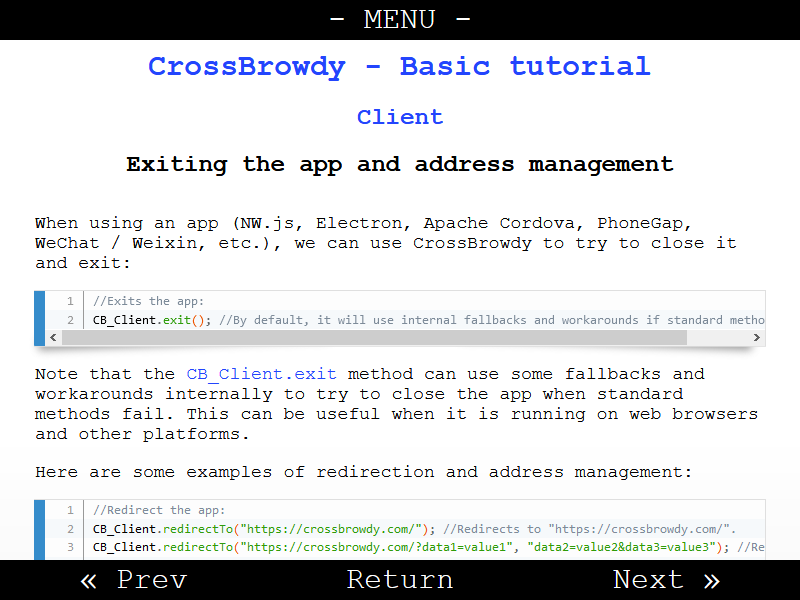 - MENU -
CrossBrowdy - Basic tutorial
Client
Exiting the app and address management
When using an app (NW.js, Electron, Apache Cordova, PhoneGap,
WeChat / Weixin, etc.), we can use CrossBrowdy to try to close it
and exit:
1 //Exits the app:
2 CB_Client.exit(); //By default, it will use internal fallbacks and workarounds if standard metho
Note that the CB_Client.exit method can use some fallbacks and
workarounds internally to try to close the app when standard
methods fail. This can be useful when it is running on web browsers
and other platforms.
Here are some examples of redirection and address management:
1 //Redirect the app:
2 CB_Client.redirectTo("https://crossbrowdy.com/"); //Redirects to "https://crossbrowdy.com/".
3 CB_Client.redirectTo("https://crossbrowdy.com/?data1=value1", "data2=value2&data3=value3"); //Re
« Prev Return Next »